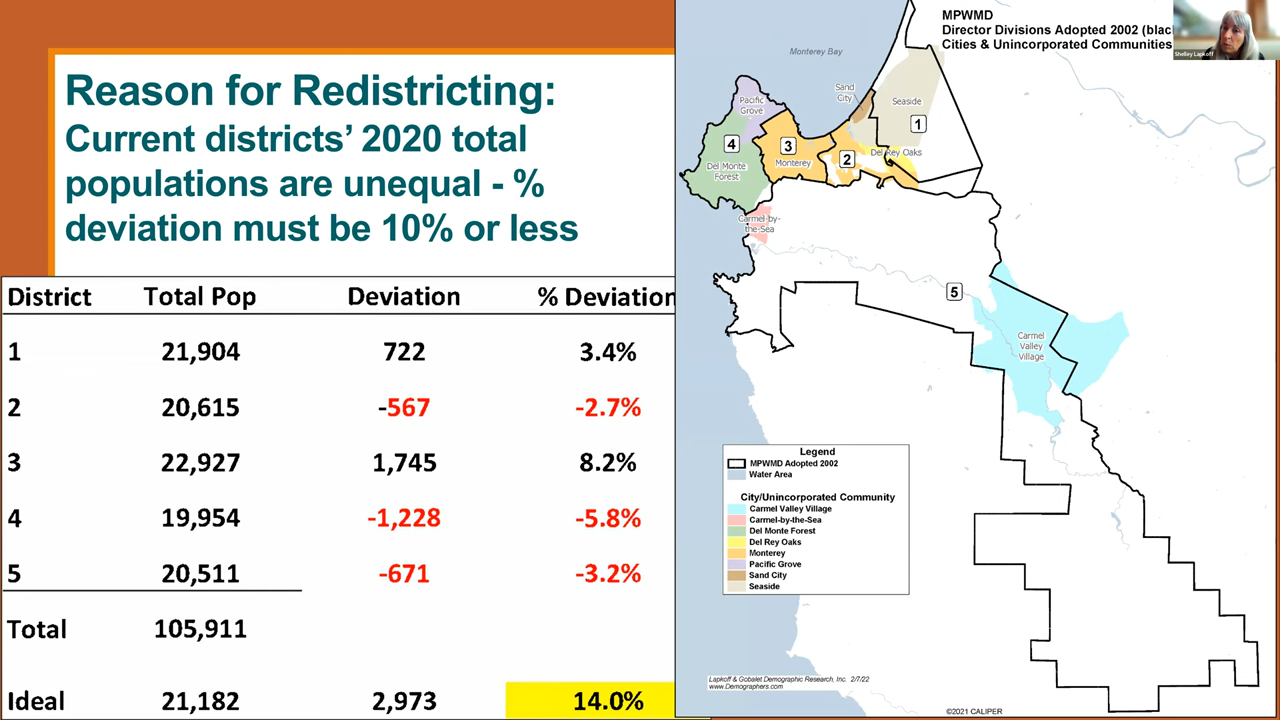 Reason for Redistricting:
Current districts' 2020 total
populations are unequal - %
deviation must be 10% or less
District Total Pop Deviation % Deviation
1 21,904 722 3.4%
2 20,615 -567 -2.7%
3 22,927 1,745 8.2%
4 19,954 -1,228 -5.8%
5 20,511 -671 -3.2%
Total 105,911
Ideal 21,182 2,973 14.0%
MPWMD
Director Divisions Adopted 2002 (blac
Cities & Unincorporated Communities
Shelley Lapkoff
Monterey Bay
Sand
City
Seaside
1
Pacific
Grove
4
3
Monterey
2
Del Rey Oaks
Del Monte
Forest
Carmel-by-
the-Sea
5
Carmel
Valley
Village
Legend
MPWMD Adopted 2002
Water Area
City/Unincorporated Community
Carmel Valley Village
Carmel-by-the-Sea
Del Monte Forest
Del Rey Oaks
Monterey
Pacific Grove
Sand City
Seaside
Lapkoff & Gobalet Demographic Research, Inc. 2/7/22
www.Demographers.com
©2021 CALIPER